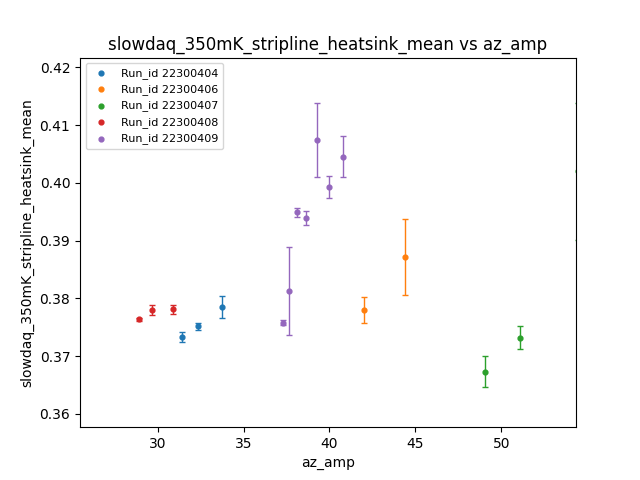 slowdaq_350mK_stripline_heatsink_mean vs az_amp
Run_id 22300404
Run_id 22300406
Run_id 22300407
Run_id 22300408
Run_id 22300409
slowdaq_350mK_stripline_heatsink_mean
0.42
0.41
0.40
0.39
0.38
0.37
0.36
30
35
40
45
50
az_amp